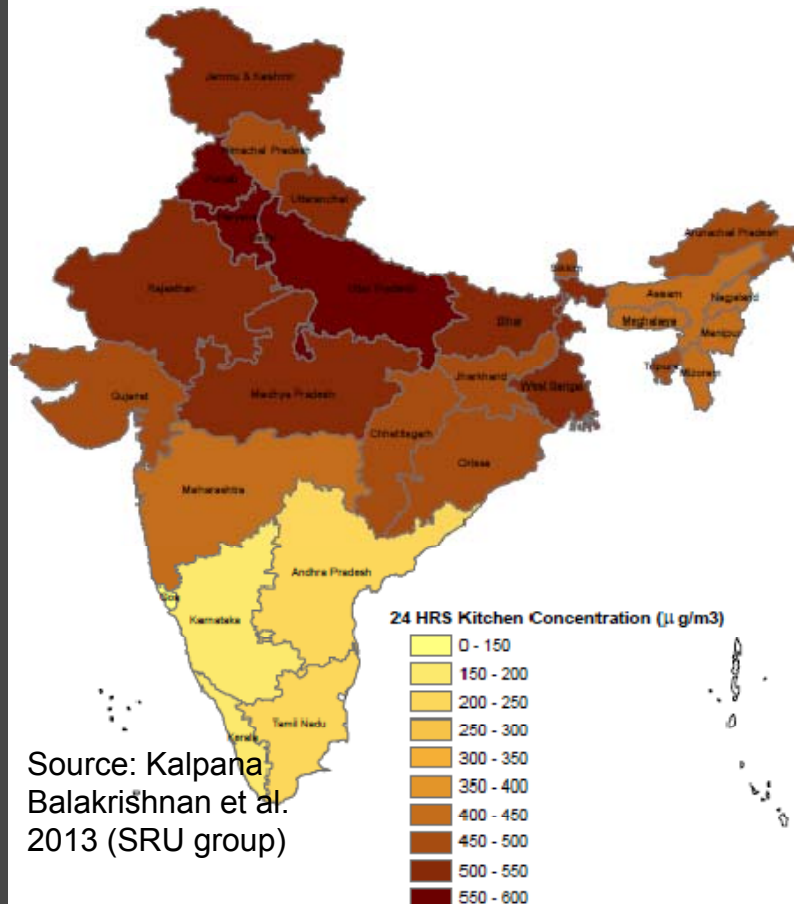 Jammu & Kashmir
Himachal Pradesh
Punjab
Uttaranchal
Haryana
Delhi
Arunachal Pradesh
Sikkim
Rajasthan
Uttar Pradesh
Assam
Nagaland
Bihar
Meghalaya
Manipur
Jharkhand
Tripura
Mizoram
Gujarat
Madhya Pradesh
West Bengal
Chhattisgarh
Orissa
Maharashtra
Andhra Pradesh
Goa
Karnataka
24 HRS Kitchen Concentration (µ g/m3)
0 - 150
150 - 200
200 - 250
250 - 300
300 - 350
350 - 400
400 - 450
450 - 500
500 - 550
550 - 600
Tamil Nadu
Kerala
Source: Kalpana
Balakrishnan et al.
2013 (SRU group)